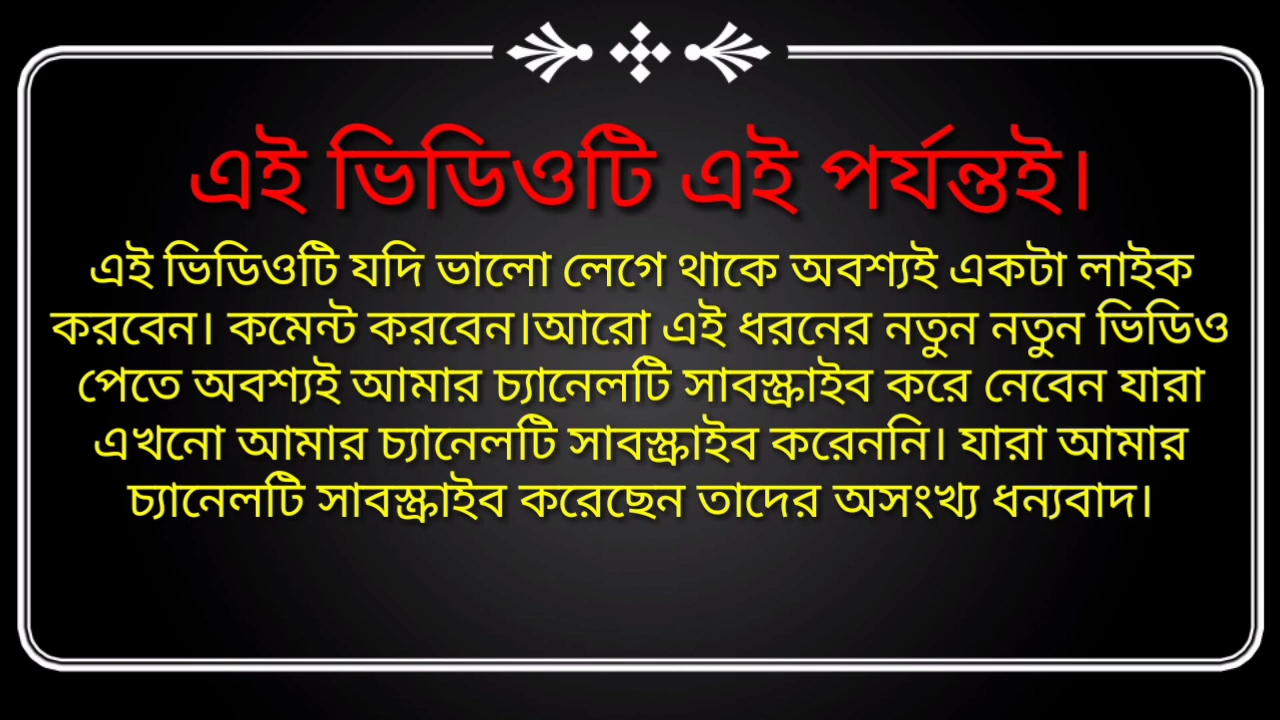 এই ভিডিওটি এই পর্যন্তই।
এই ভিডিওটি যদি ভালো লেগে থাকে অবশ্যই একটা লাইক
করবেন। কমেন্ট করবেন।আরো এই ধরনের নতুন নতুন ভিডিও
পেতে অবশ্যই আমার চ্যানেলটি সাবস্ক্রাইব করে নেবেন যারা
এখনো আমার চ্যানেলটি সাবস্ক্রাইব করেননি। যারা আমার
চ্যানেলটি সাবস্ক্রাইব করেছেন তাদের অসংখ্য ধন্যবাদ।